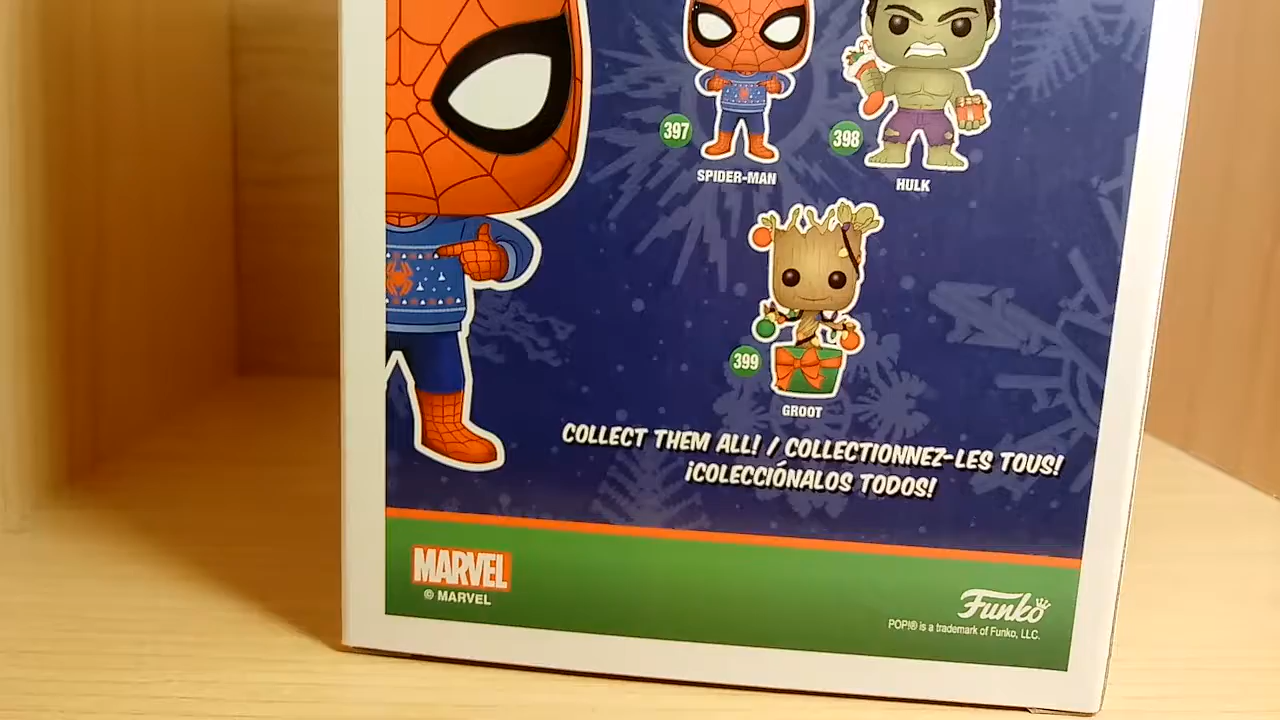 397
SPIDER-MAN
398
HULK
399
GROOT
COLLECT THEM ALL! / COLLECTIONNEZ-LES TOUS!
¡COLECCIÓNALOS TODOS!
MARVEL
© MARVEL
Funko
POP!® is a trademark of Funko, LLC.